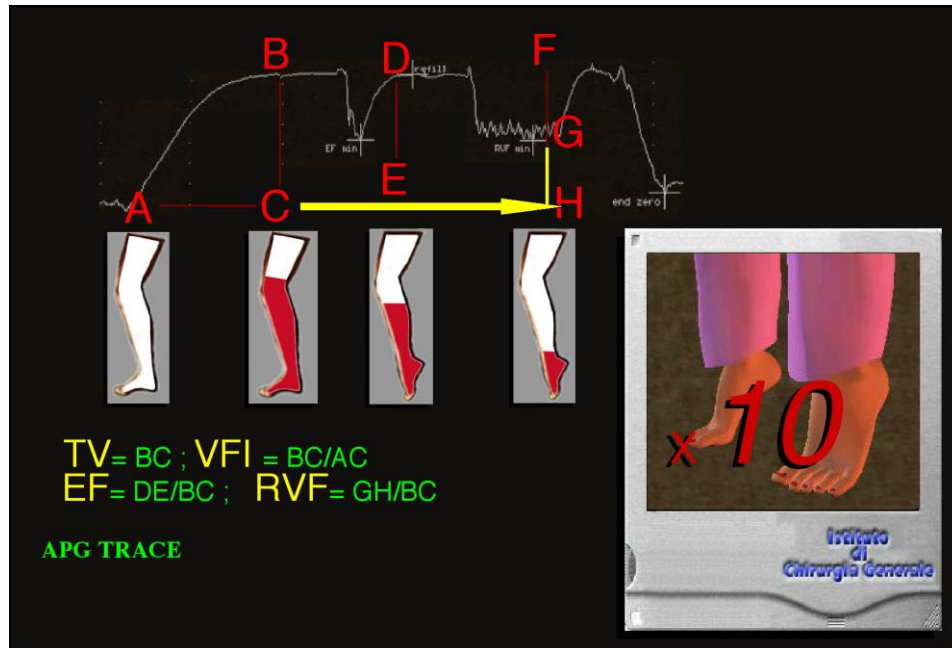 B
D
F
refill
G
EF min
RVF min
E
A
C
H
end zero
x 10
TV= BC ; VFI = BC/AC
EF= DE/BC ; RVF= GH/BC
APG TRACE
Istituto
di
Chirurgia Generale